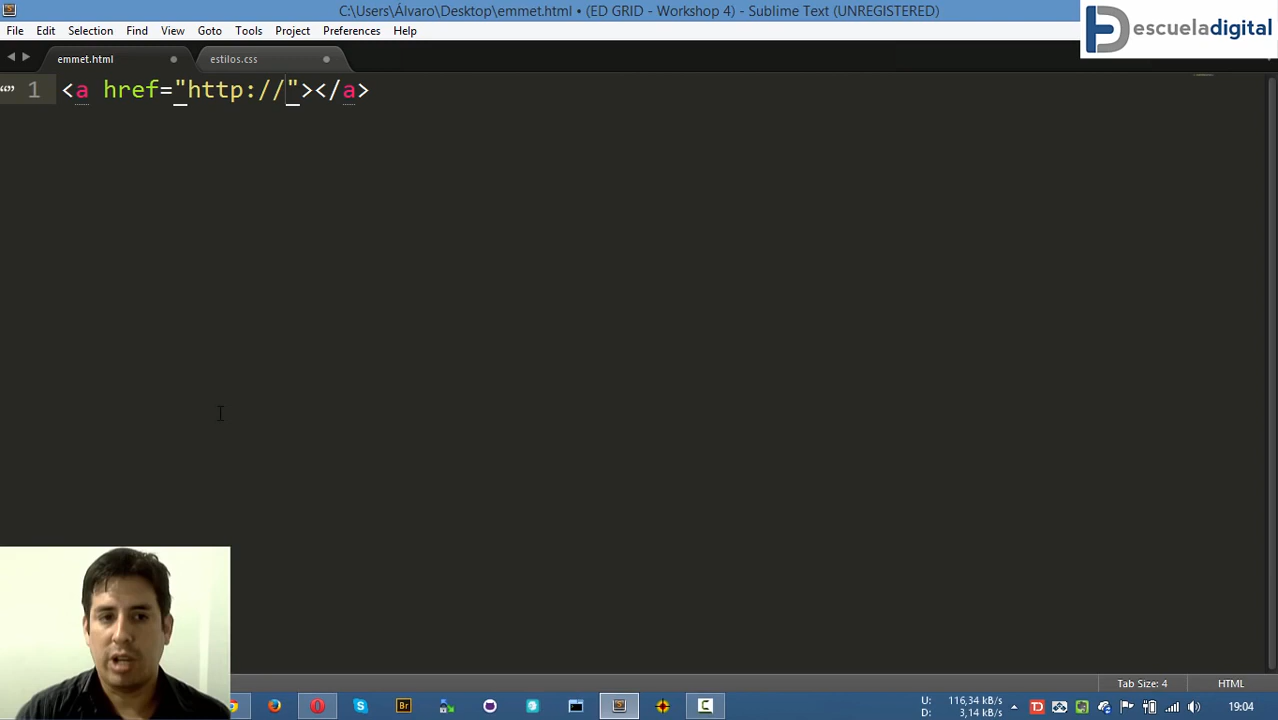 C:\Users\Álvaro\Desktop\emmet.html • (ED GRID - Workshop 4) - Sublime Text (UNREGISTERED)
escueladigital
File Edit Selection Find View Goto Tools Project Preferences Help
emmet.html estilos.css
1 <a href="http://"></a>
Tab Size: 4 HTML
Br U: 116,34 kB/s
D: 3,14 kB/s
19:04